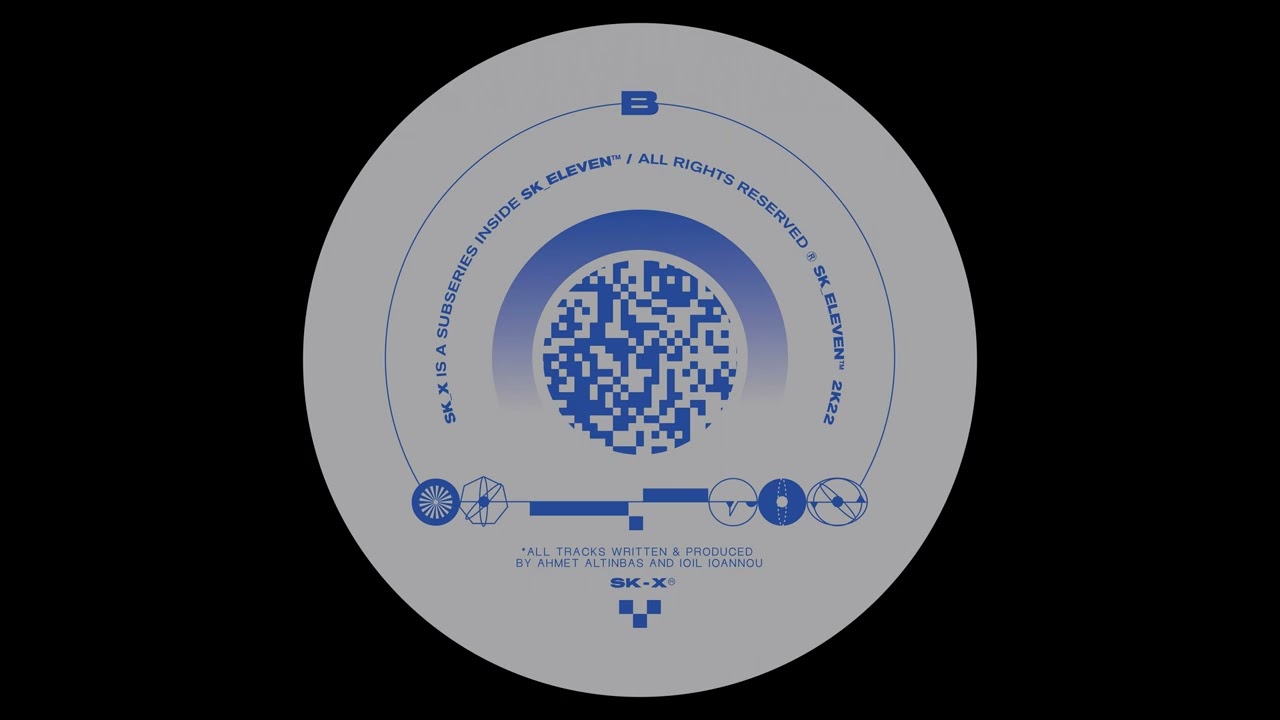 B
SK_X IS A SUBSERIES INSIDE SK_ELEVEN™ / ALL RIGHTS RESERVED ® SK_ELEVEN™ 2K22
*ALL TRACKS WRITTEN & PRODUCED
BY AHMET ALTINBAS AND IOIL IOANNOU
SK-X®